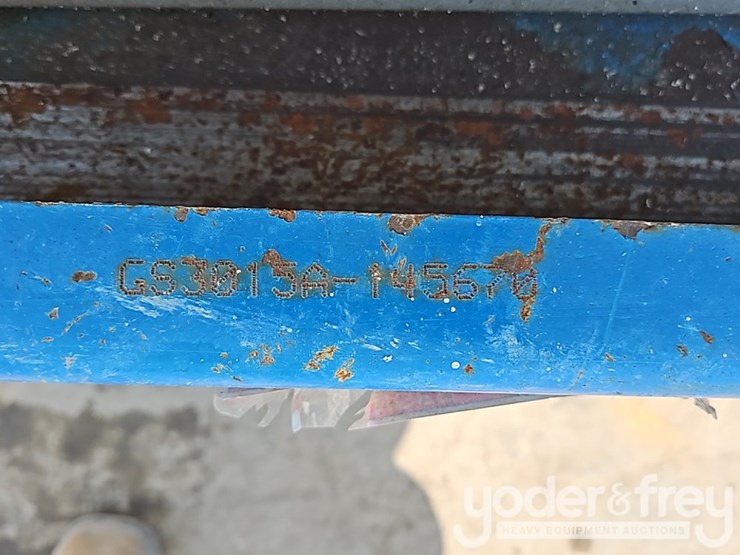 GS3015A-145670
yoder&frey
HEAVY EQUIPMENT AUCTIONS